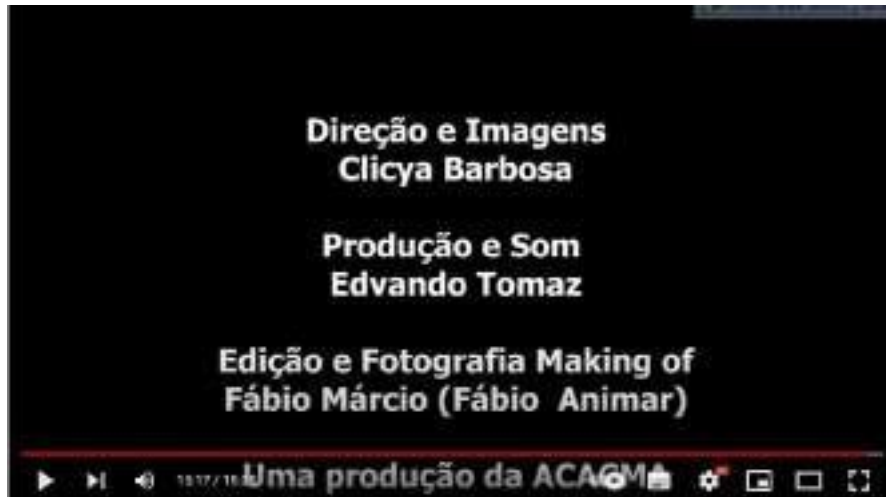 Direção e Imagens
Clicya Barbosa
Produção e Som
Edvando Tomaz
Edição e Fotografia Making of
Fábio Márcio (Fábio Animar)
Uma produção da ACAGMA